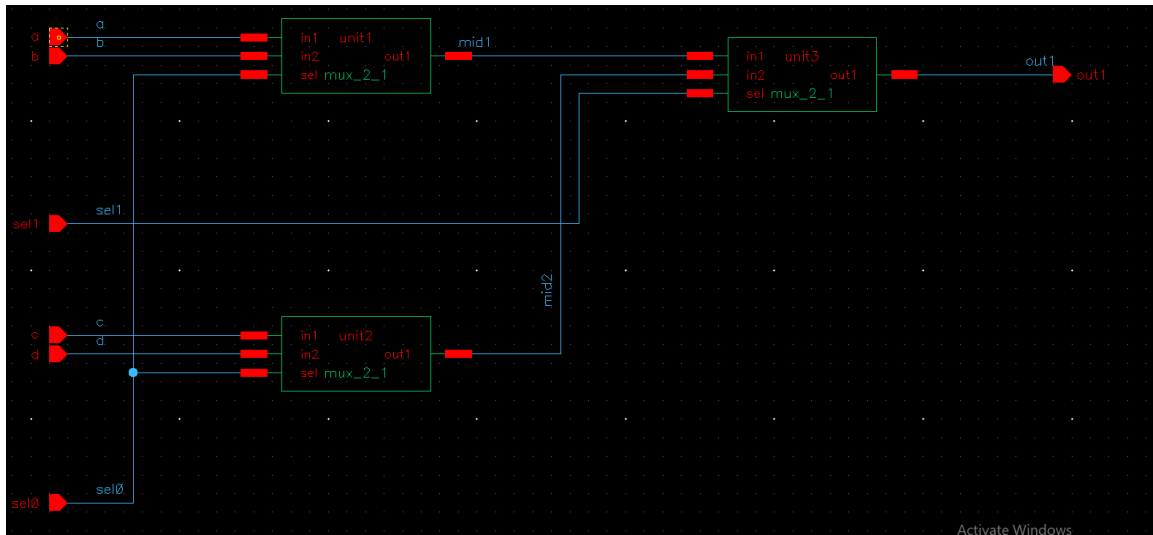 a
a
b
b
in1 unit1
in2 out1
sel mux_2_1
mid1
in1 unit3
in2 out1
sel mux_2_1
out1
out1
sel1
sel1
mid2
c
c
d
d
in1 unit2
in2 out1
sel mux_2_1
sel0
sel0
Activate Windows